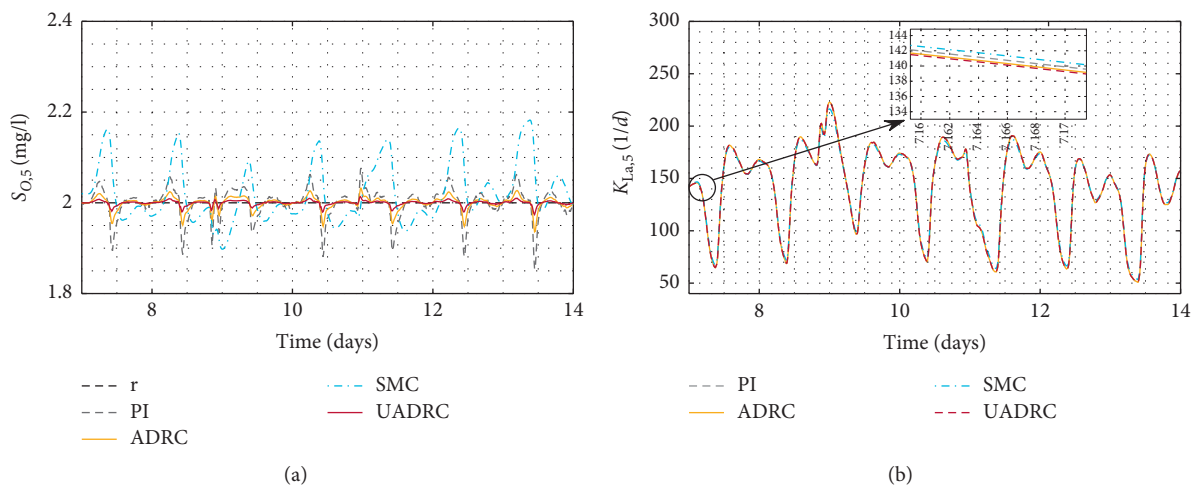 2.4
2.2
2
1.8
S_{O,5} (mg/l)
8
10
12
14
Time (days)
r
PI
ADRC
SMC
UADRC
(a)
300
250
200
150
100
50
K_{La,5} (1/d)
144
142
140
138
136
134
7.16
7.162
7.164
7.166
7.168
7.17
8
10
12
14
Time (days)
PI
ADRC
SMC
UADRC
(b)